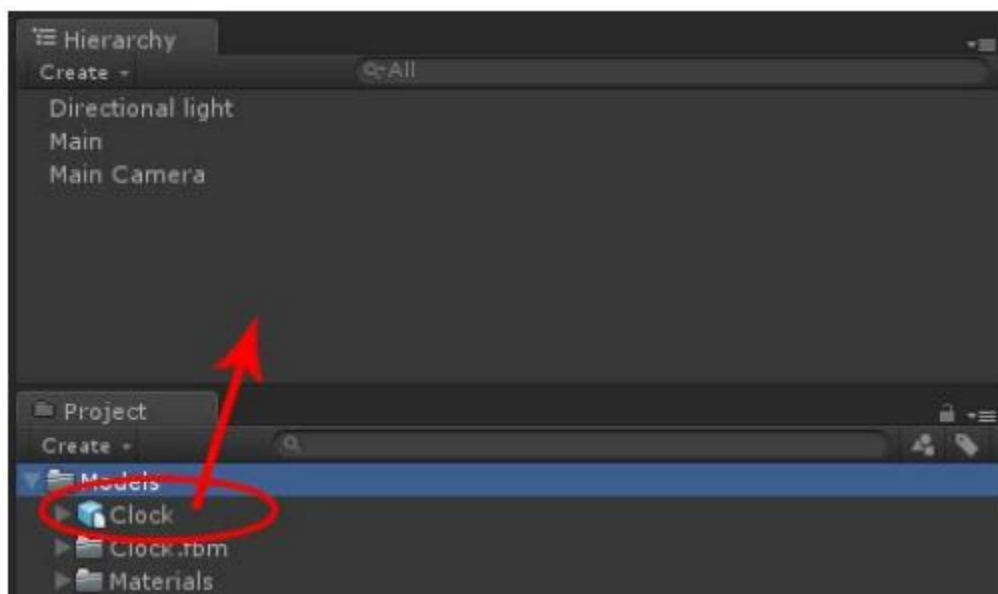 Hierarchy
Create
All
Directional light
Main
Main Camera
Project
Create
Models
Clock
Clock.fbm
Materials